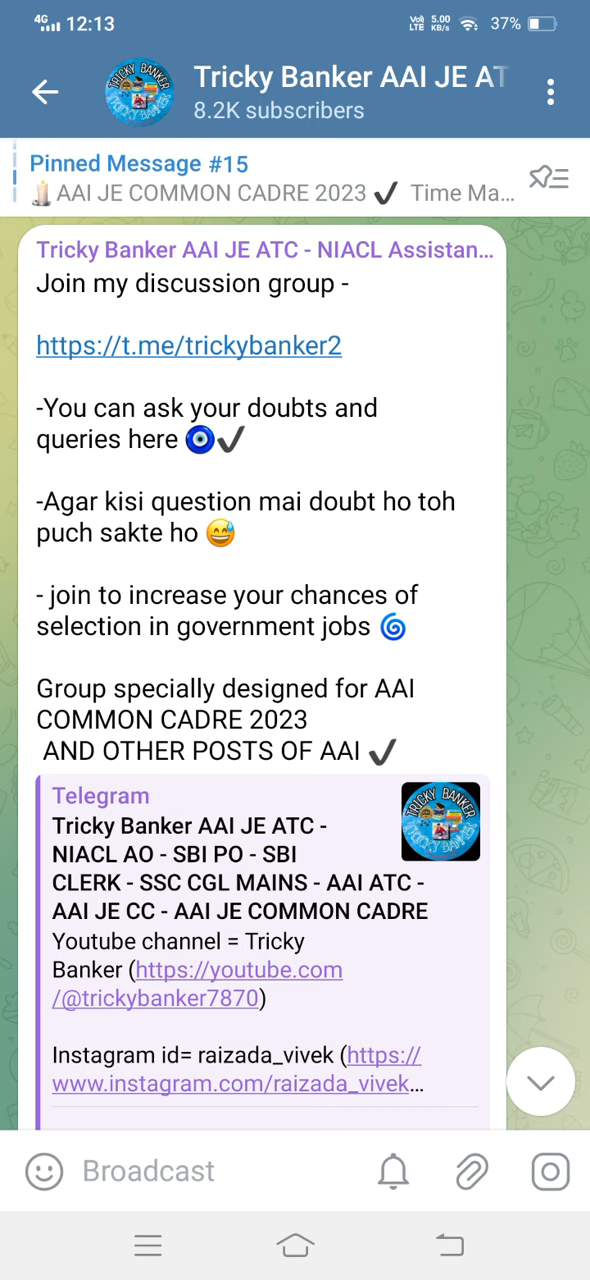 4G 12:13 Vo) LTE 5.00 KB/s 37%
Tricky Banker AAI JE AT
8.2K subscribers
Pinned Message #15
🕯️AAI JE COMMON CADRE 2023 ✔️ Time Ma...
Tricky Banker AAI JE ATC - NIACL Assistan...
Join my discussion group -
https://t.me/trickybanker2
-You can ask your doubts and
queries here 🧿✔️
-Agar kisi question mai doubt ho toh
puch sakte ho 😅
- join to increase your chances of
selection in government jobs 🌀
Group specially designed for AAI
COMMON CADRE 2023
AND OTHER POSTS OF AAI ✔️
Telegram
TRICKY BANKER
Tricky Banker AAI JE ATC -
NIACL AO - SBI PO - SBI
CLERK - SSC CGL MAINS - AAI ATC -
AAI JE CC - AAI JE COMMON CADRE
Youtube channel = Tricky
Banker (https://youtube.com
/@trickybanker7870)
Instagram id= raizada_vivek (https://
www.instagram.com/raizada_vivek...
Broadcast